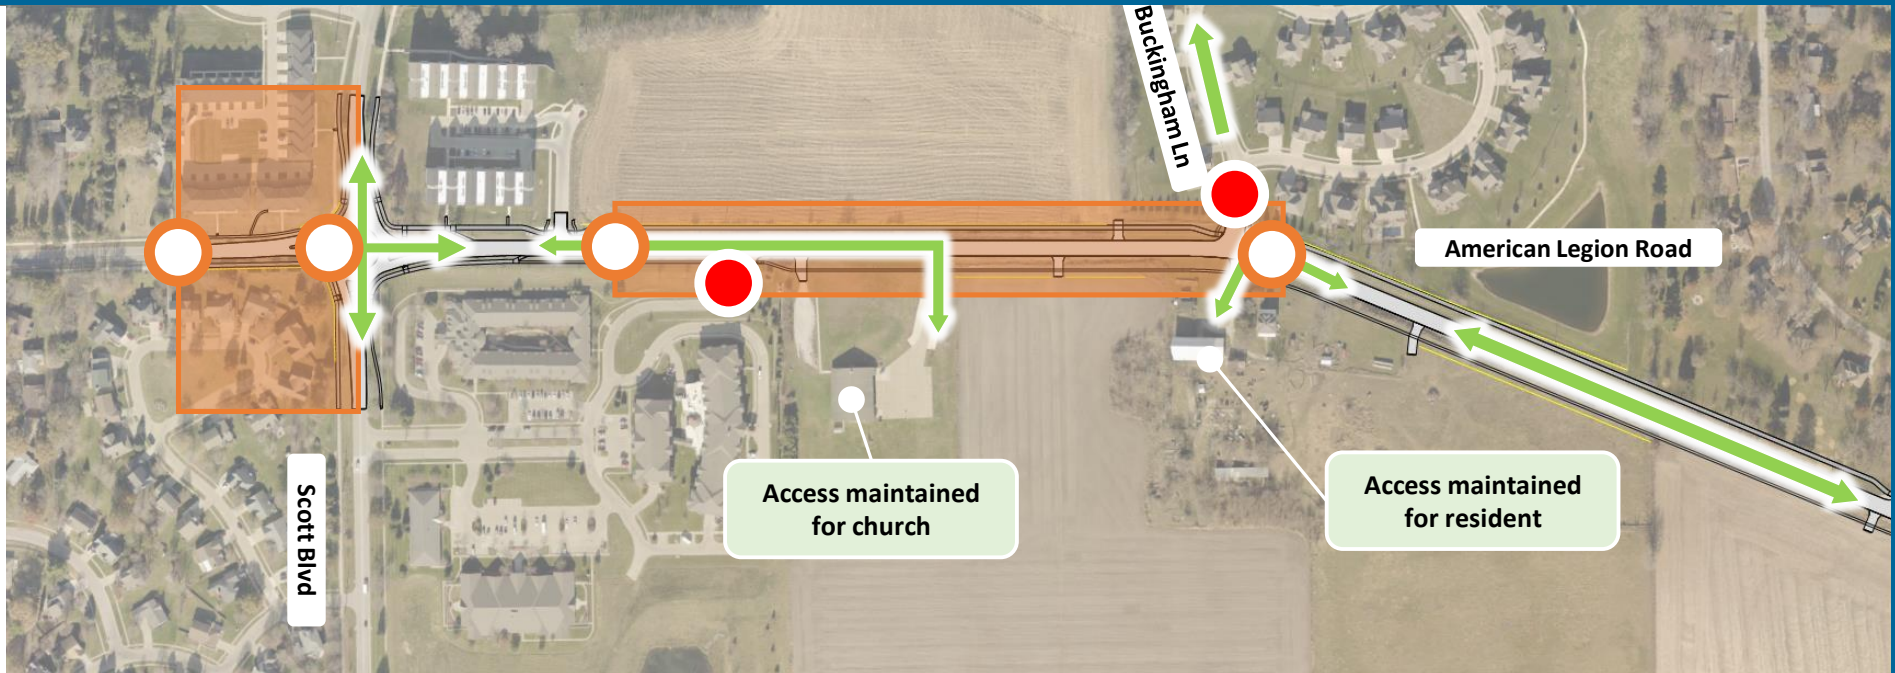 Buckingham Ln
American Legion Road
Scott Blvd
Access maintained
for church
Access maintained
for resident